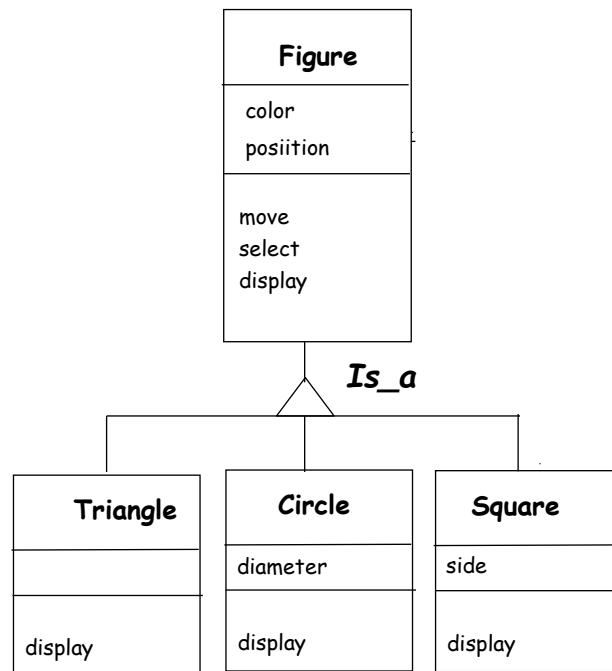 Figure
color
posiition
move
select
display
Is_a
Triangle
Circle
Square
diameter
side
display
display
display